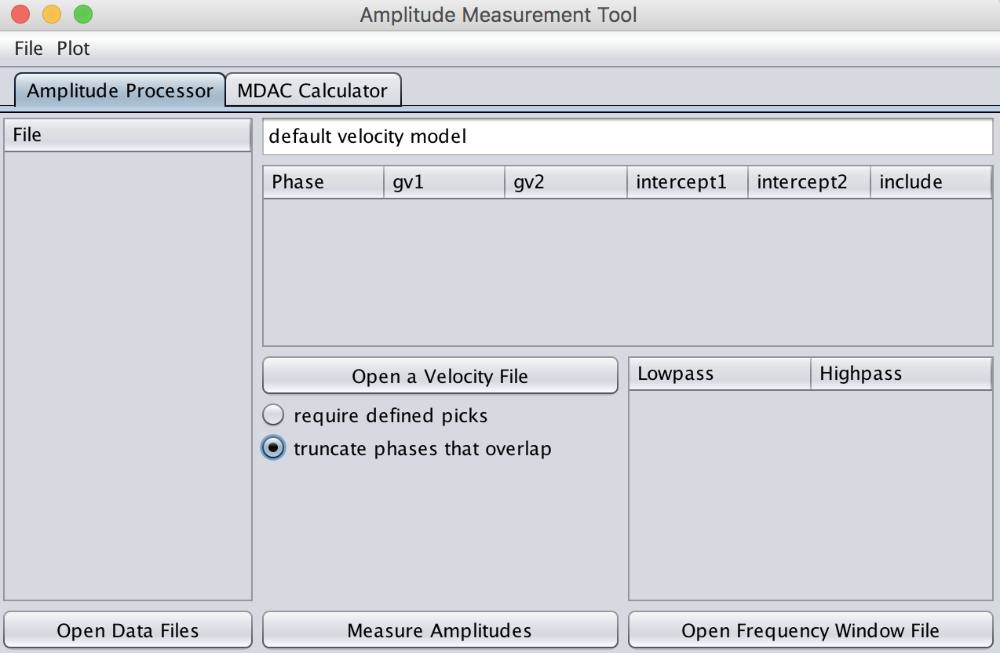 Amplitude Measurement Tool
File Plot
Amplitude Processor MDAC Calculator
File
default velocity model
Phase gv1 gv2 intercept1 intercept2 include
Open a Velocity File
Lowpass Highpass
require defined picks
truncate phases that overlap
Open Data Files Measure Amplitudes Open Frequency Window File